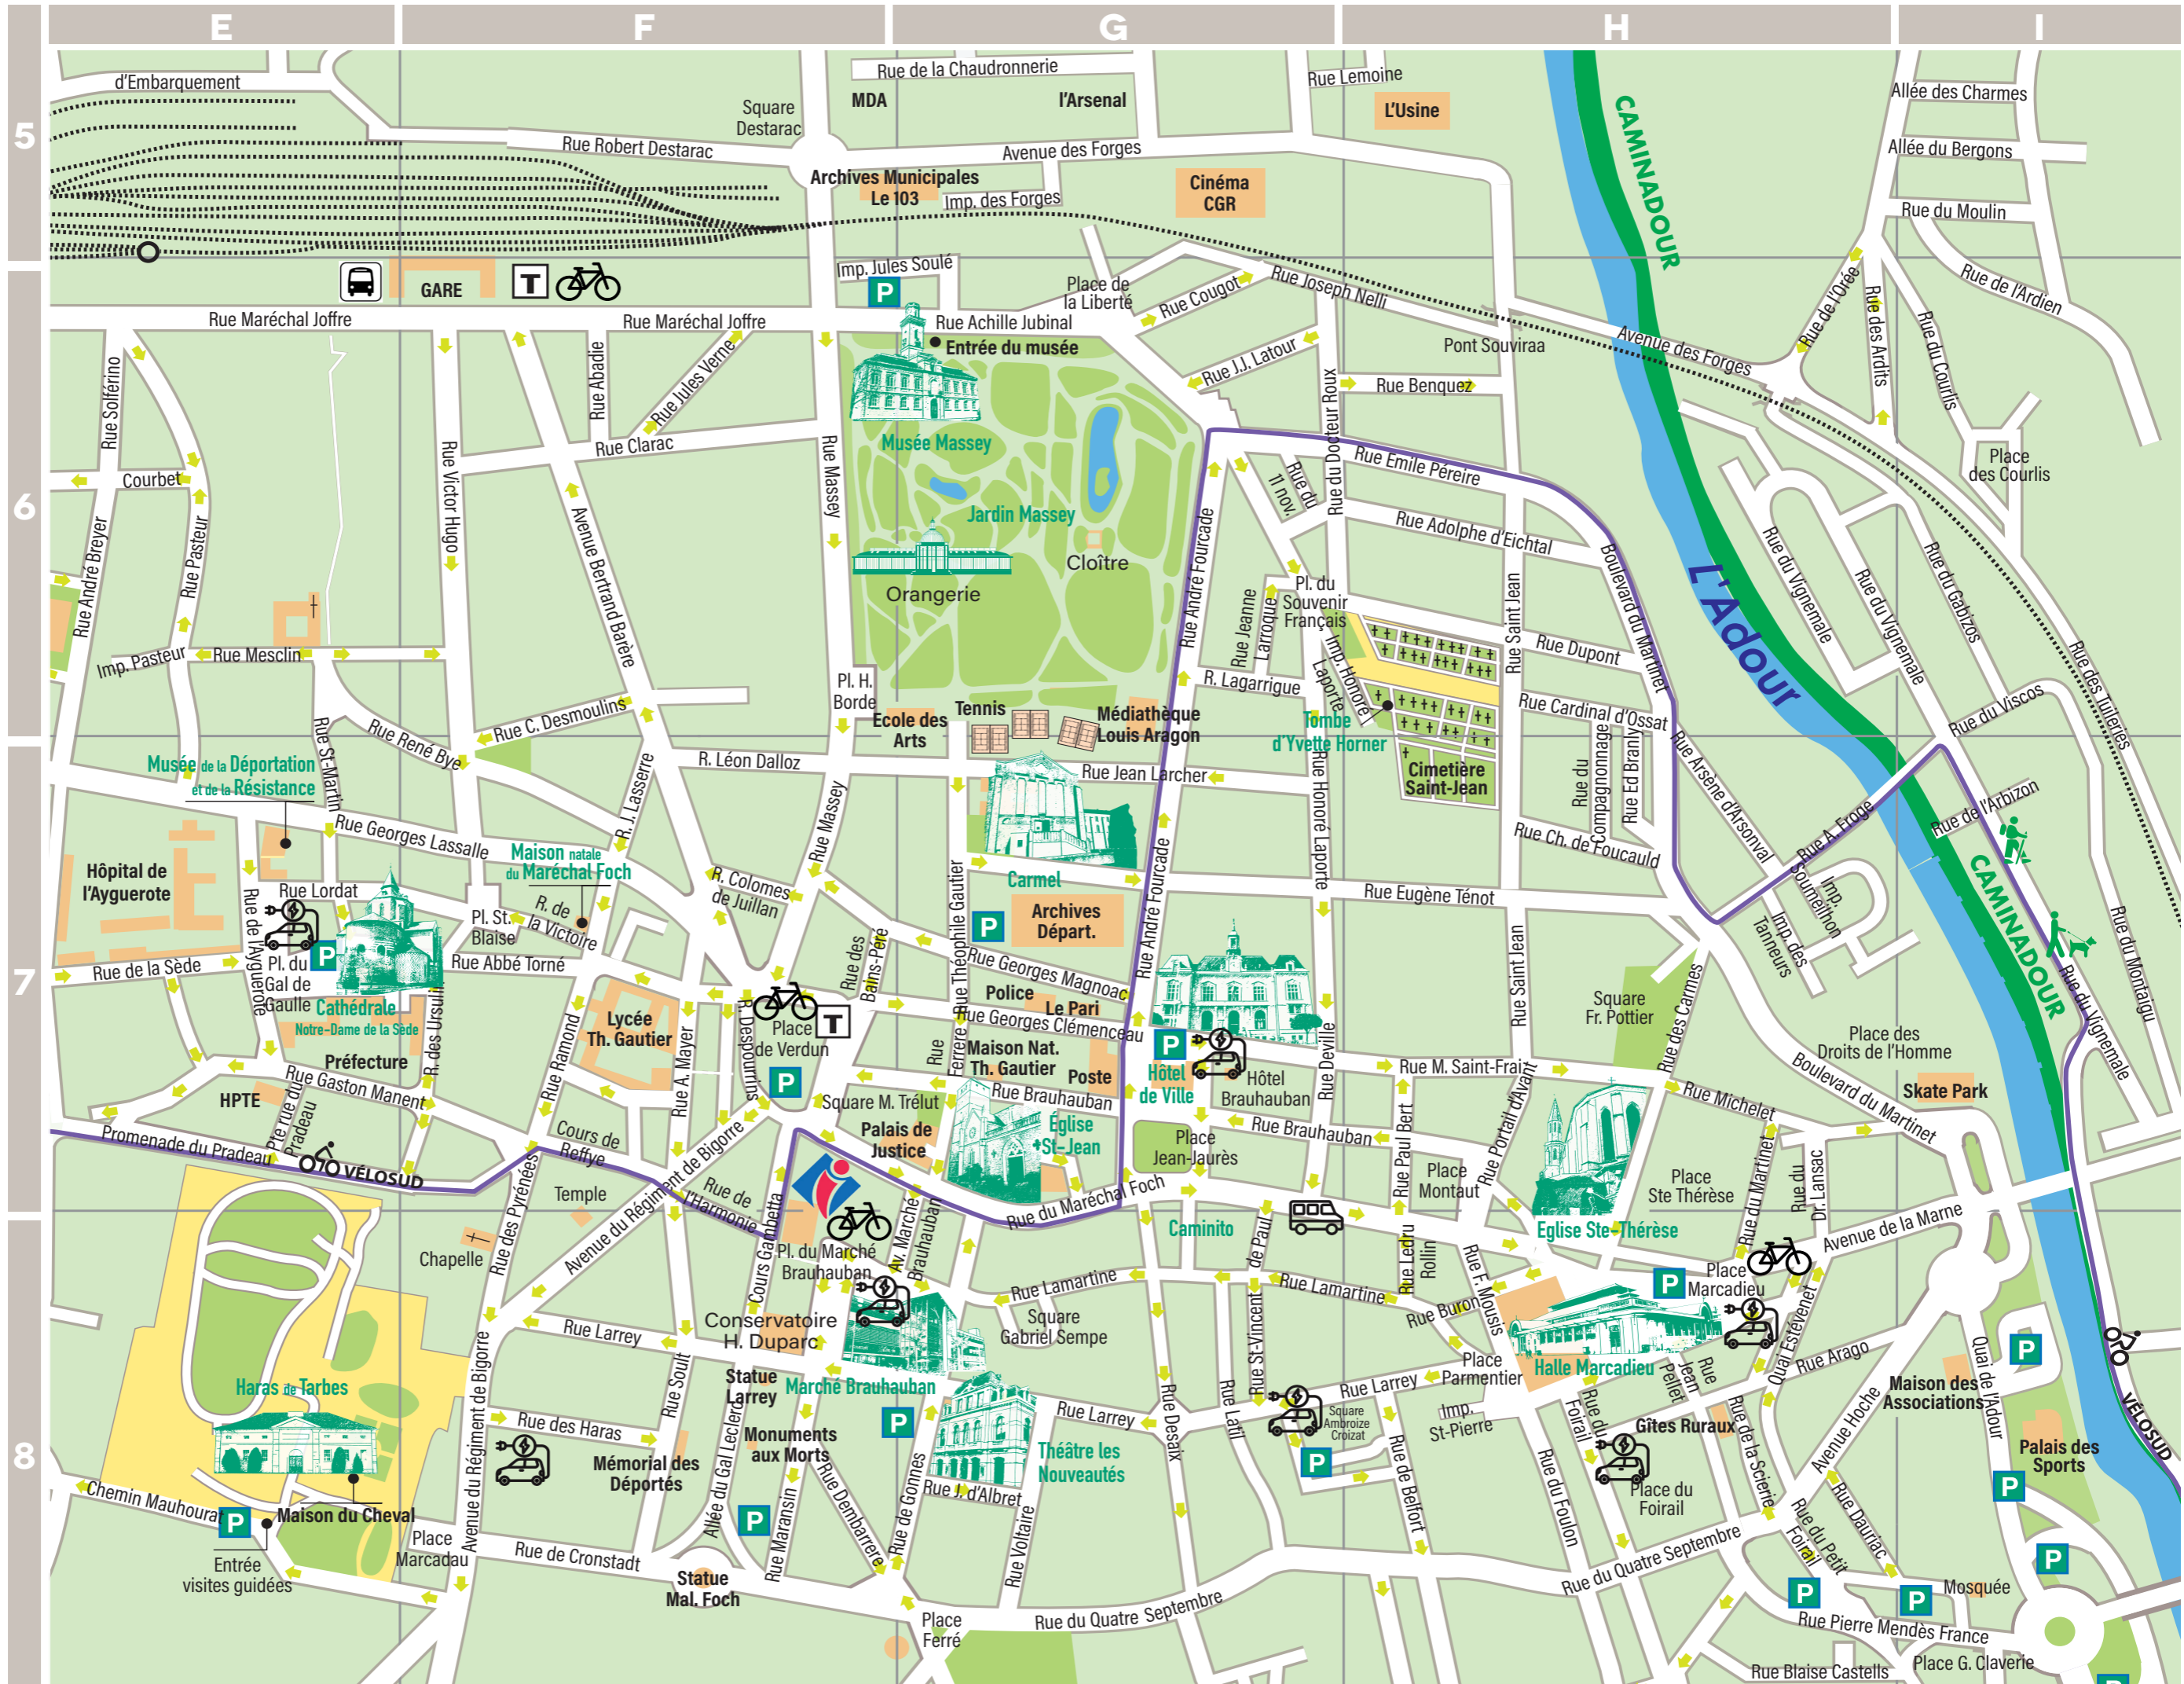 E
F
G
H
I
5
d'Embarquement
Square
Destarac
Rue Robert Destarac
Rue de la Chaudronnerie
MDA
l'Arsenal
Avenue des Forges
Archives Municipales
Le 103
Imp. des Forges
Cinéma
CGR
Rue Lemoine
L'Usine
CAMINADOUR
Allée des Charmes
Allée du Bergons
Rue du Moulin
Rue de l'Ardien
6
GARE
T
Imp. Jules Soulé
P
Place de
la Liberté
Rue Cougot
Rue Joseph Nelli
Rue Maréchal Joffre
Rue Maréchal Joffre
Rue Achille Jubinal
Entrée du musée
Rue J.J. Latour
Rue Benquez
Pont Souviraa
Avenue des Forges
Rue de l'Orée
Rue des Ardits
Rue du Courlis
Place
des Courlis
Rue Solférino
Rue Abadie
Rue Jules Verne
Rue Clarac
Rue Victor Hugo
Rue Massey
Musée Massey
Jardin Massey
Orangerie
Cloître
Courbet
Rue André Breyer
Rue Pasteur
Avenue Bertrand Barère
Imp. Pasteur
Rue Mesclin
Rue André Fourcade
Rue du
11 nov.
Rue du Docteur Roux
Rue Emile Péreire
Rue Adolphe d'Eichtal
Boulevard du Martinet
Rue Saint Jean
Rue Dupont
Pl. du
Souvenir
Français
Rue Jeanne
Larroque
R. Lagarrigue
Imp. Honoré
Laporte
Tombe
d'Yvette Horner
Cimetière
Saint-Jean
Rue Cardinal d'Ossat
L'Adour
Rue du Vignemale
Rue du Vignemale
Rue du Gabizos
Rue des Tuileries
Rue du Viscos
Pl. H.
Borde
Ecole des
Arts
Tennis
Médiathèque
Louis Aragon
Rue C. Desmoulins
Rue René Bye
Rue St-Martin
7
Musée de la Déportation
et de la Résistance
Rue Georges Lassalle
R. J. Lasserre
R. Léon Dalloz
Rue Massey
Rue Jean Larcher
Rue Honoré Laporte
Rue du
Compagnonnage
Rue Ed Branly
Rue Arsène d'Arsonval
Rue Ch. de Foucauld
Rue A. Froge
Rue de l'Arbizon
Hôpital de
l'Ayguerote
Maison natale
du Maréchal Foch
Rue Lordat
Rue de l'Ayguerote
R. de
la Victoire
Pl. St.
Blaise
Rue Abbé Torné
Rue de la Sède
P
Pl. du
Gal de
Gaulle
Cathédrale
Notre-Dame de la Sède
R. des Ursulin.
Préfecture
R. Colomes
de Juillan
Rue des
Bains-Père
Rue Théophile Gautier
Carmel
P
Archives
Départ.
Rue André Fourcade
Rue Eugène Ténot
Imp.
Soumeilhon
Imp. des
Tanneurs
CAMINADOUR
Rue du Montaigu
Rue du Vignemale
Rue Georges Magnoac
Police
Le Pari
Rue Georges Clémenceau
Lycée
Th. Gautier
Rue Raimond
Rue A. Mayer
R. Despourrins
T
Place
de Verdun
P
Rue
Ferrere
Maison Nat.
Th. Gautier
Poste
Rue Brauhauban
P
Hôtel
de Ville
Hôtel
Brauhauban
Rue Deville
Rue Saint Jean
Square
Fr. Pottier
Rue des Carmes
Rue M. Saint-Frai
Place des
Droits de l'Homme
Boulevard du Martinet
Skate Park
Rue Michelet
HPTE
Rue Gaston Manent
Pte rue du
Pradeau
Promenade du Pradeau
VÉLOSUD
Cours de
Reffye
Square M. Trélut
Palais de
Justice
Église
St-Jean
Place
Jean-Jaurès
Rue Brauhauban
Rue Paul Bert
Rue Portail d'Avant
Place
Montaut
Place
Ste Thérèse
Rue du Martinet
Rue du
Dr. Lansac
Temple
Rue des Pyrénées
Avenue du Régiment de Bigorre
Rue de
l'Harmonie
Rue du Maréchal Foch
8
Chapelle
Cours Gambetta
Pl. du Marché
Brauhauban
Av. Marché
Brauhauban
Caminito
Rue St-Vincent de Paul
Rue Ledru
Rollin
Eglise Ste-Thérèse
Avenue de la Marne
Rue Lamartine
Square
Gabriel Sempe
Rue Lamartine
Rue Buron
Rue F. Mousis
P
Place
Marcadieu
Quai Estévenet
Halle Marcadieu
Rue Arago
Quai de l'Adour
P
Conservatoire
H. Duparc
Rue Larrey
Rue Soult
Statue
Larrey
Marché Brauhauban
P
Haras de Tarbes
Avenue du Régiment de Bigorre
Rue des Haras
Mémorial des
Déportés
Monuments
aux Morts
Allée du Gal Leclerc
Théâtre les
Nouveautés
Rue Larrey
Rue Desaix
Rue Latil
Square
Ambroize
Croizat
P
Rue Larrey
Place
Parmentier
Imp.
St-Pierre
Rue
Jean
Pellet
Rue du
Foirail
Gîtes Ruraux
Rue de la Scierie
Avenue Hoche
Maison des
Associations
Palais des
Sports
P
VÉLOSUD
Chemin Mauhourat
P
Maison du Cheval
Entrée
visites guidées
Place
Marcadau
Rue de Cronstadt
P
Rue Maransin
Rue Dembarrere
Rue de Gonnes
Rue J. d'Albret
Rue Voltaire
Rue de Belfort
Rue du Foulon
Place du
Foirail
Rue du Petit
Foirail
Rue Dauriac
P
Statue
Mal. Foch
Place
Ferré
Rue du Quatre Septembre
Rue du Quatre Septembre
P
P
Mosquée
Rue Pierre Mendès France
Place G. Claverie
Rue Blaise Castells
P